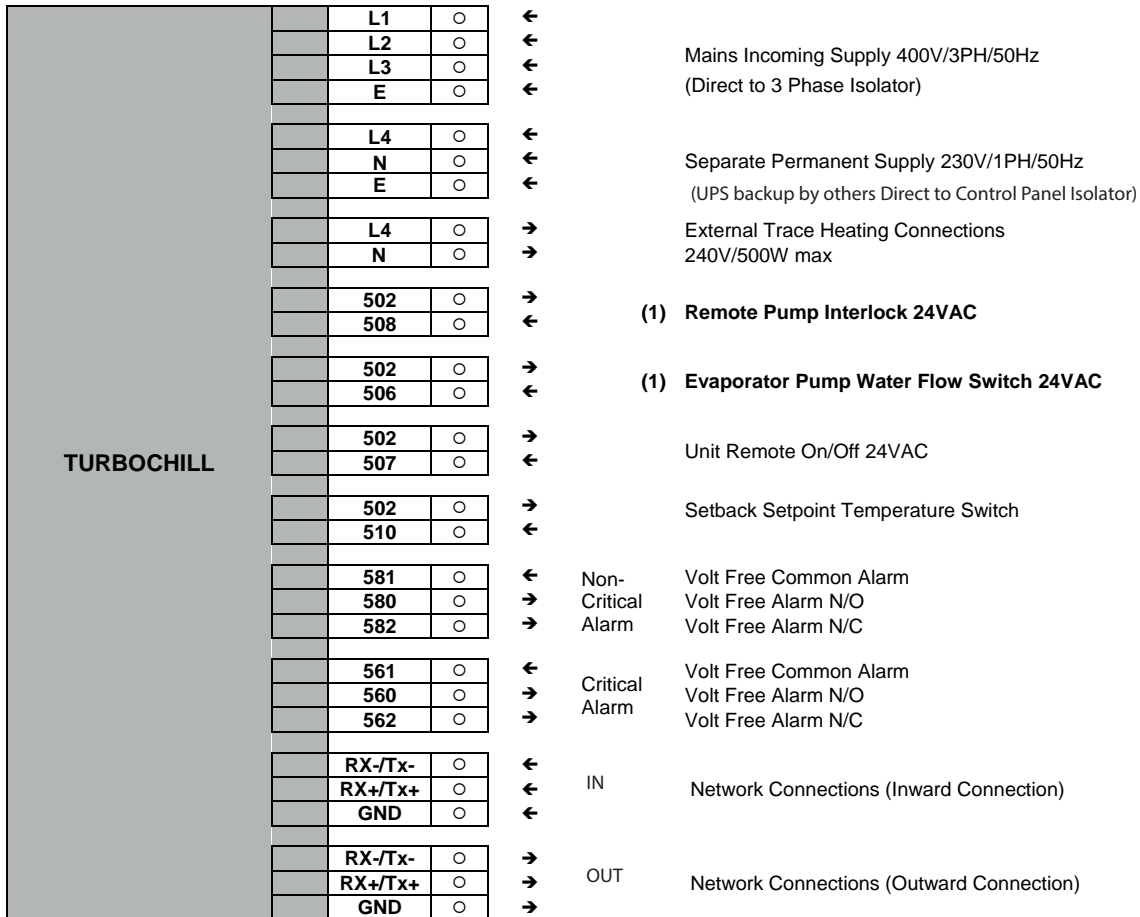 L1
L2
L3
E
Mains Incoming Supply 400V/3PH/50Hz
(Direct to 3 Phase Isolator)
L4
N
E
Separate Permanent Supply 230V/1PH/50Hz
(UPS backup by others Direct to Control Panel Isolator)
L4
N
External Trace Heating Connections
240V/500W max
502
508
(1) Remote Pump Interlock 24VAC
502
506
(1) Evaporator Pump Water Flow Switch 24VAC
TURBOCHILL
502
507
Unit Remote On/Off 24VAC
502
510
Setback Setpoint Temperature Switch
581
580
582
Non-
Critical
Alarm
Volt Free Common Alarm
Volt Free Alarm N/O
Volt Free Alarm N/C
561
560
562
Critical
Alarm
Volt Free Common Alarm
Volt Free Alarm N/O
Volt Free Alarm N/C
RX-/Tx-
RX+/Tx+
GND
IN
Network Connections (Inward Connection)
RX-/Tx-
RX+/Tx+
GND
OUT
Network Connections (Outward Connection)